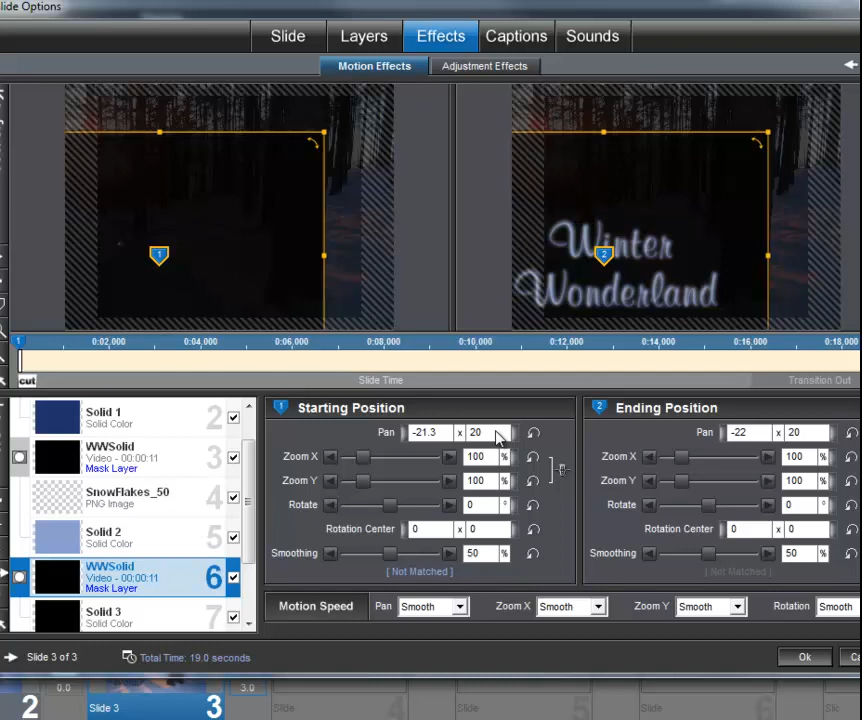 lide Options
Slide Layers Effects Captions Sounds
Motion Effects Adjustment Effects
1
2
Winter
Wonderland
1 0:02,000 0:04,000 0:06,000 0:08,000 0:10,000 0:12,000 0:14,000 0:16,000 0:18,000
cut Slide Time Transition Out
Solid 1
Solid Color
2
WWSolid
Video - 00:00:11
Mask Layer
3
SnowFlakes_50
PNG Image
4
Solid 2
Solid Color
5
WWSolid
Video - 00:00:11
Mask Layer
6
Solid 3
Solid Color
7
1 Starting Position
Pan -21.3 x 20
Zoom X 100 %
Zoom Y 100 %
Rotate 0 °
Rotation Center 0 x 0
Smoothing 50 %
[ Not Matched ]
2 Ending Position
Pan -22 x 20
Zoom X 100 %
Zoom Y 100 %
Rotate 0 °
Rotation Center 0 x 0
Smoothing 50 %
[ Not Matched ]
Motion Speed Pan Smooth Zoom X Smooth Zoom Y Smooth Rotation Smooth
Slide 3 of 3 Total Time: 19.0 seconds Ok Ca
0.0 3.0
2 Slide 3 3 Slide 4 Slide 5 Slide 6 Slic